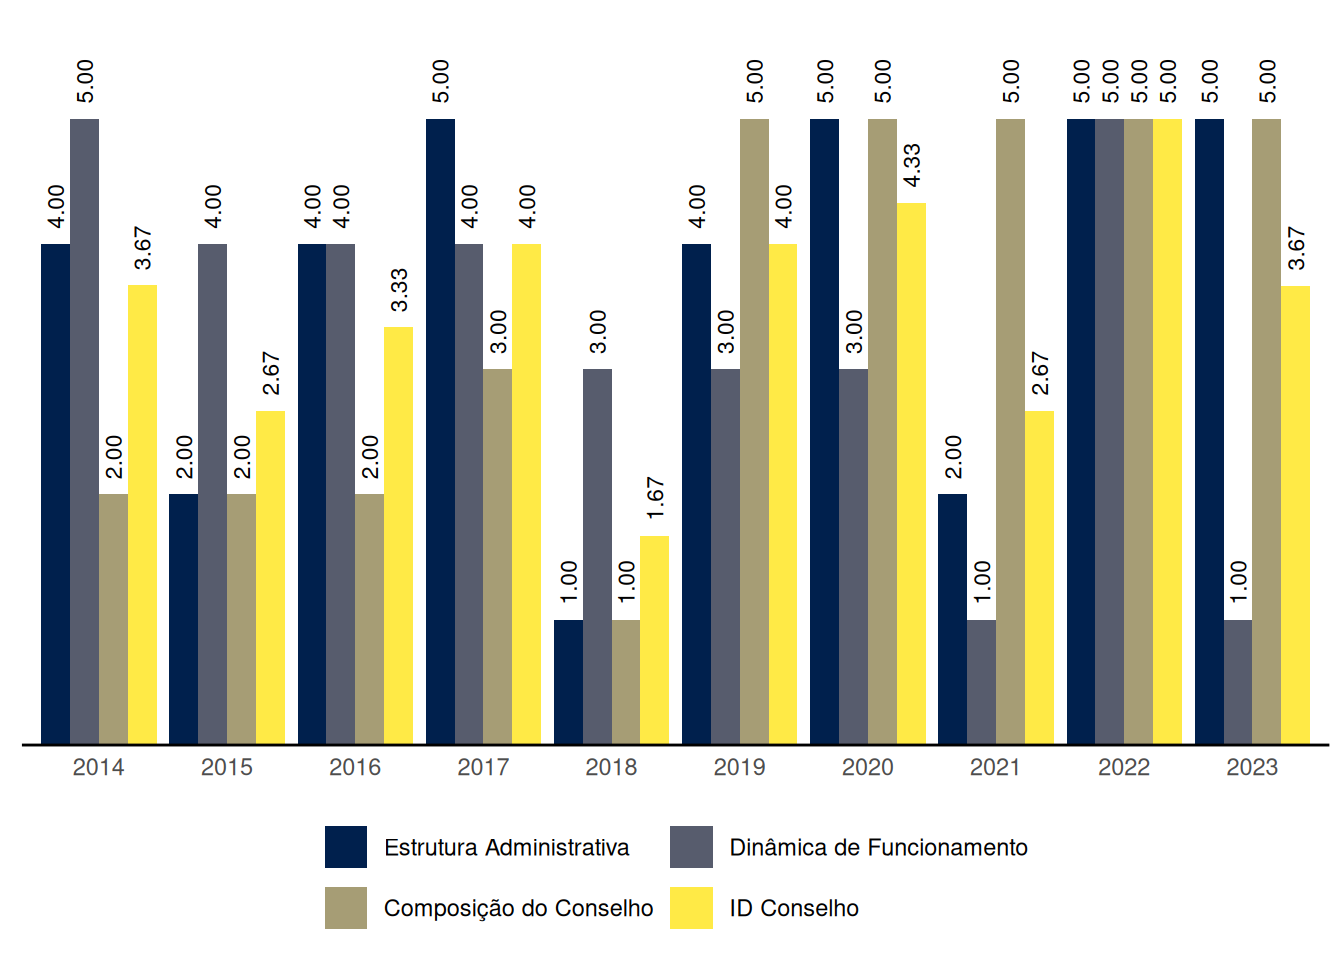 4.00 5.00 2.00 3.67 2.00 4.00 2.00 2.67 4.00 4.00 2.00 3.33 5.00 4.00 3.00 4.00 1.00 3.00 1.00 1.67 4.00 3.00 5.00 4.00 5.00 3.00 5.00 4.33 2.00 1.00 5.00 2.67 5.00 5.00 5.00 5.00 5.00 1.00 5.00 3.67
2014 2015 2016 2017 2018 2019 2020 2021 2022 2023
Estrutura Administrativa Dinâmica de Funcionamento
Composição do Conselho ID Conselho